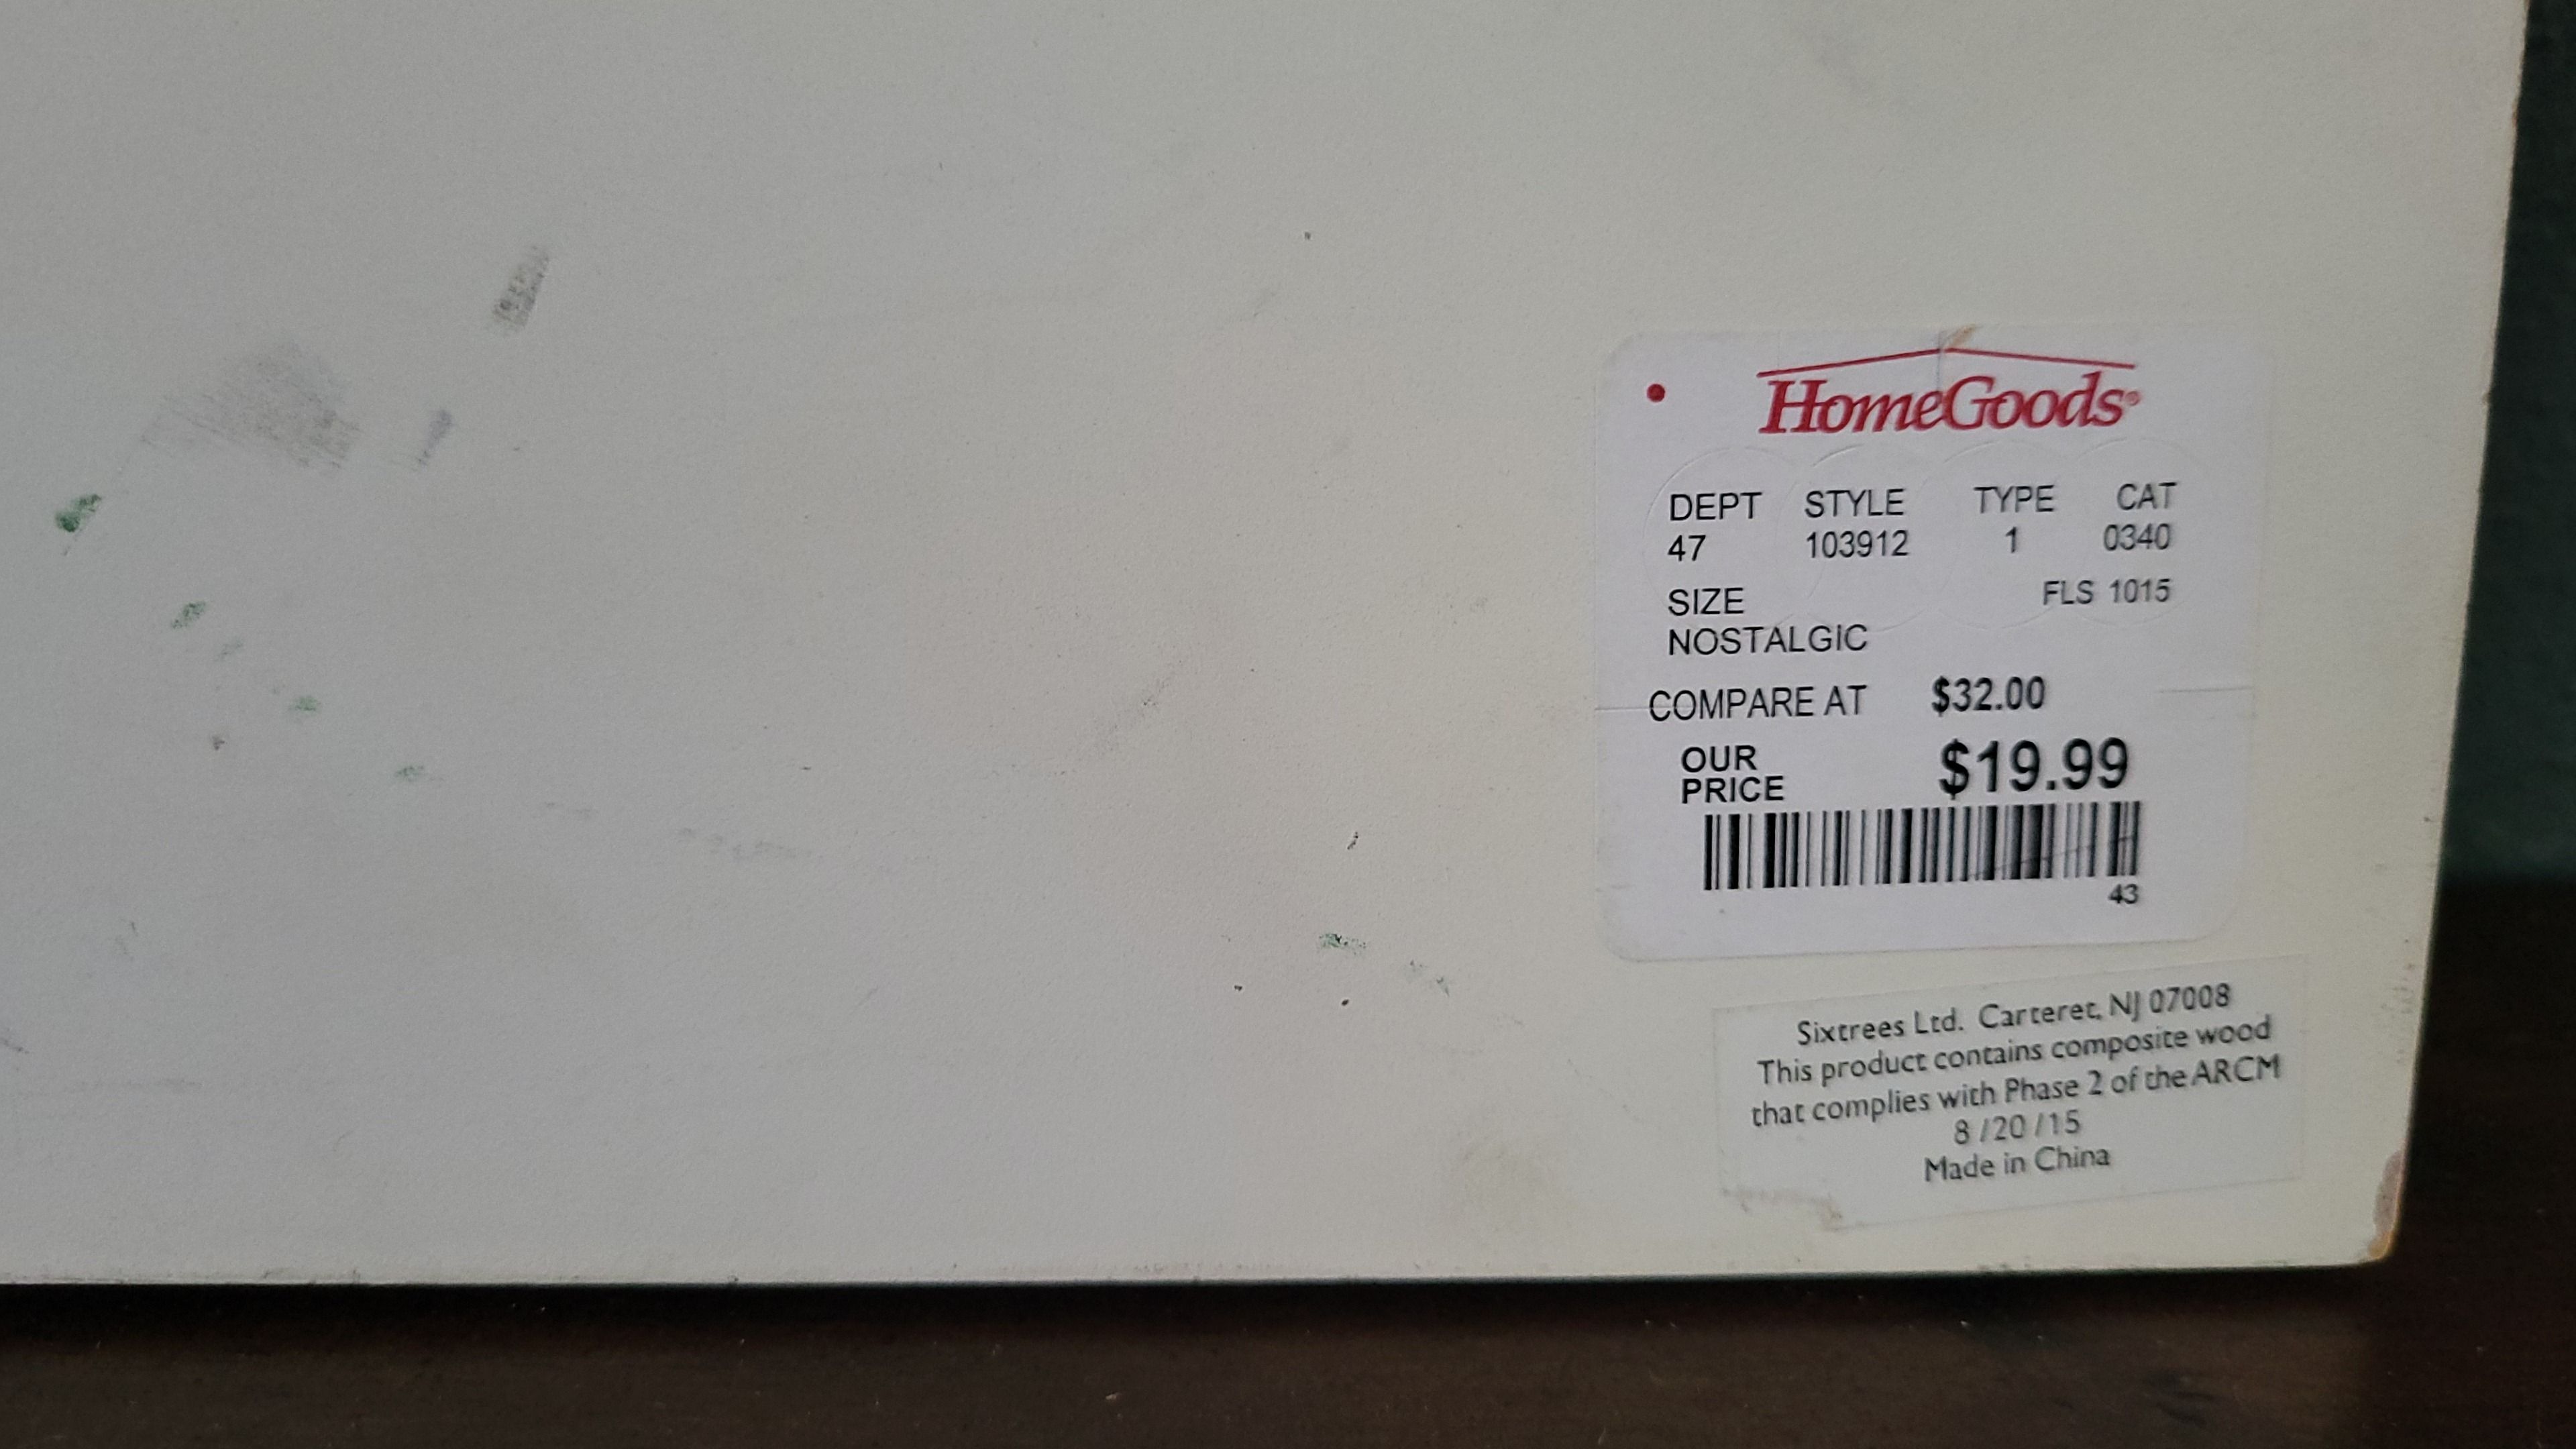 HomeGoods®
DEPT STYLE TYPE CAT
47 103912 1 0340
SIZE FLS 1015
NOSTALGIC
COMPARE AT $32.00
OUR PRICE $19.99
43
Sixtrees Ltd. Carteret, NJ 07008
This product contains composite wood
that complies with Phase 2 of the ARCM
8 /20 /15
Made in China